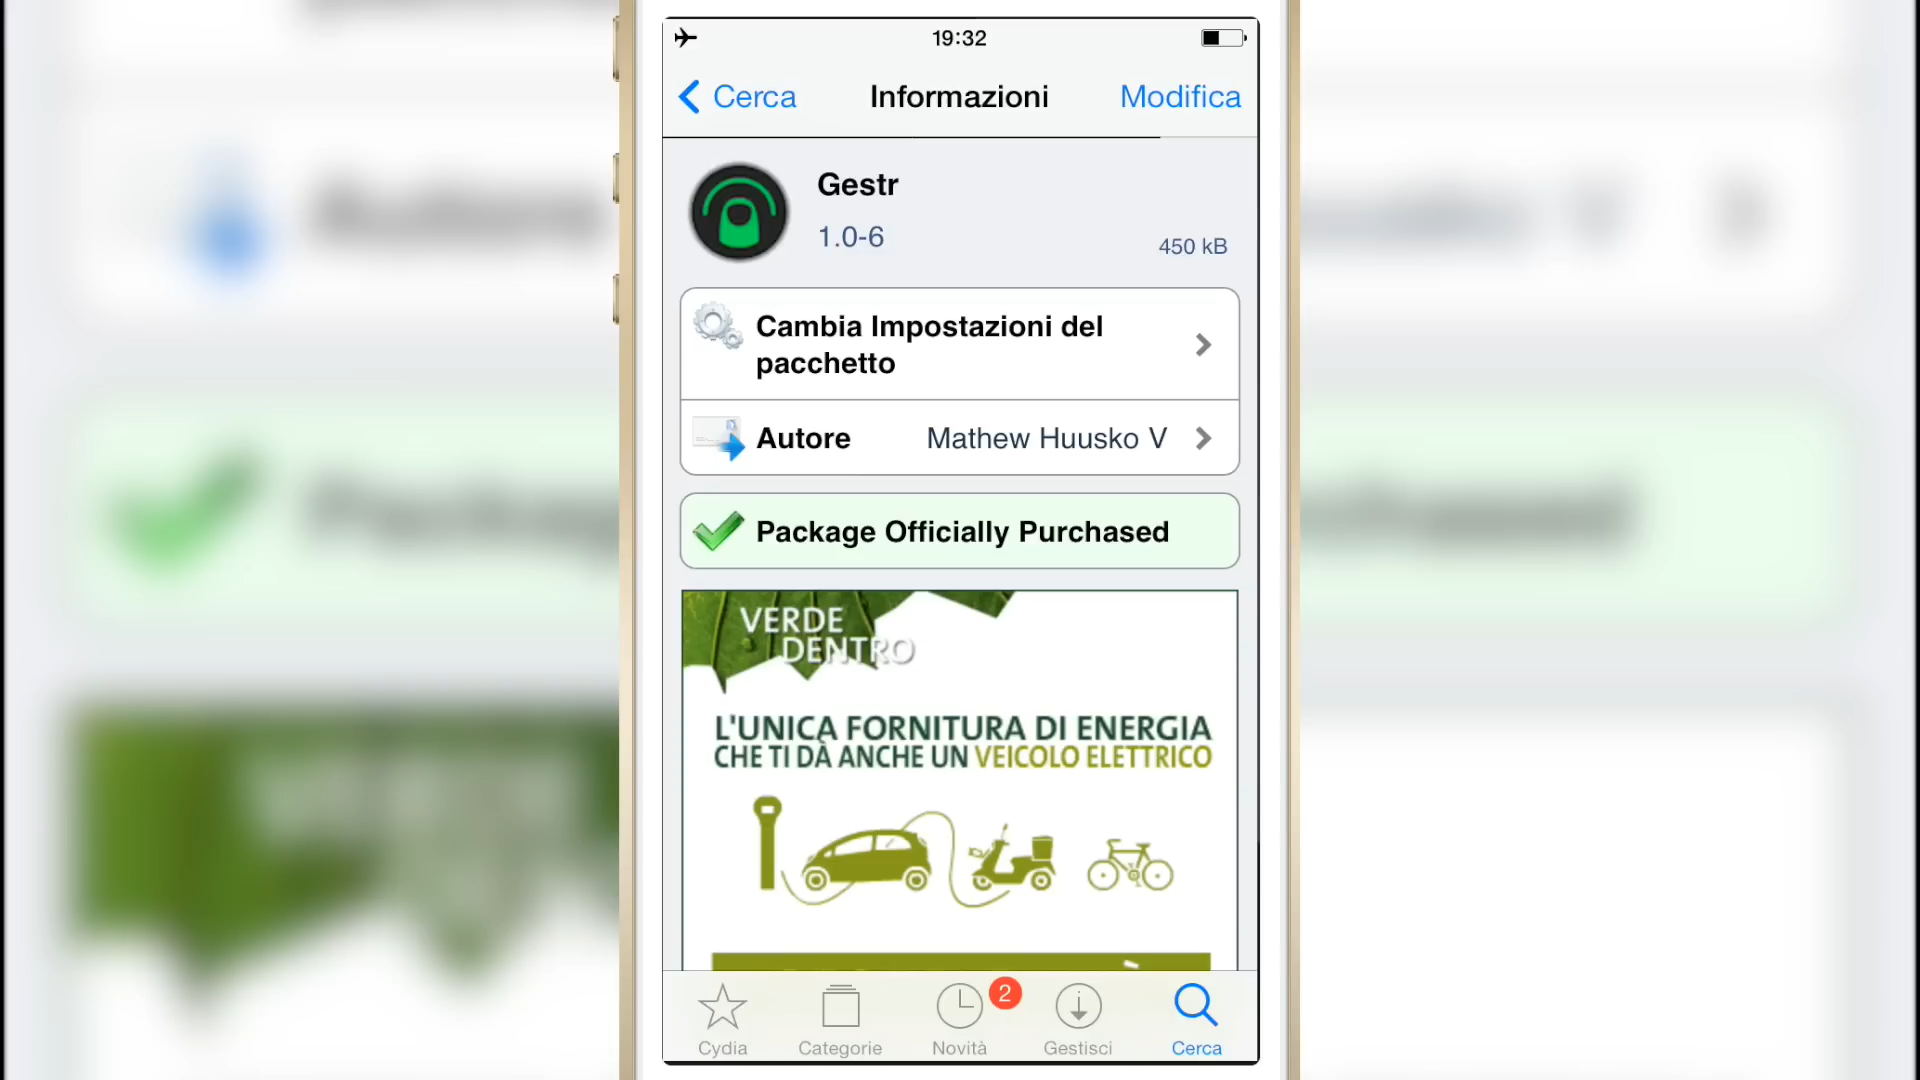 19:32
Cerca
Informazioni
Modifica
Gestr
1.0-6
450 kB
Cambia Impostazioni del
pacchetto
Autore
Mathew Huusko V
Package Officially Purchased
VERDE
DENTRO
L'UNICA FORNITURA DI ENERGIA
CHE TI DÀ ANCHE UN VEICOLO ELETTRICO
2
Cydia
Categorie
Novità
Gestisci
Cerca